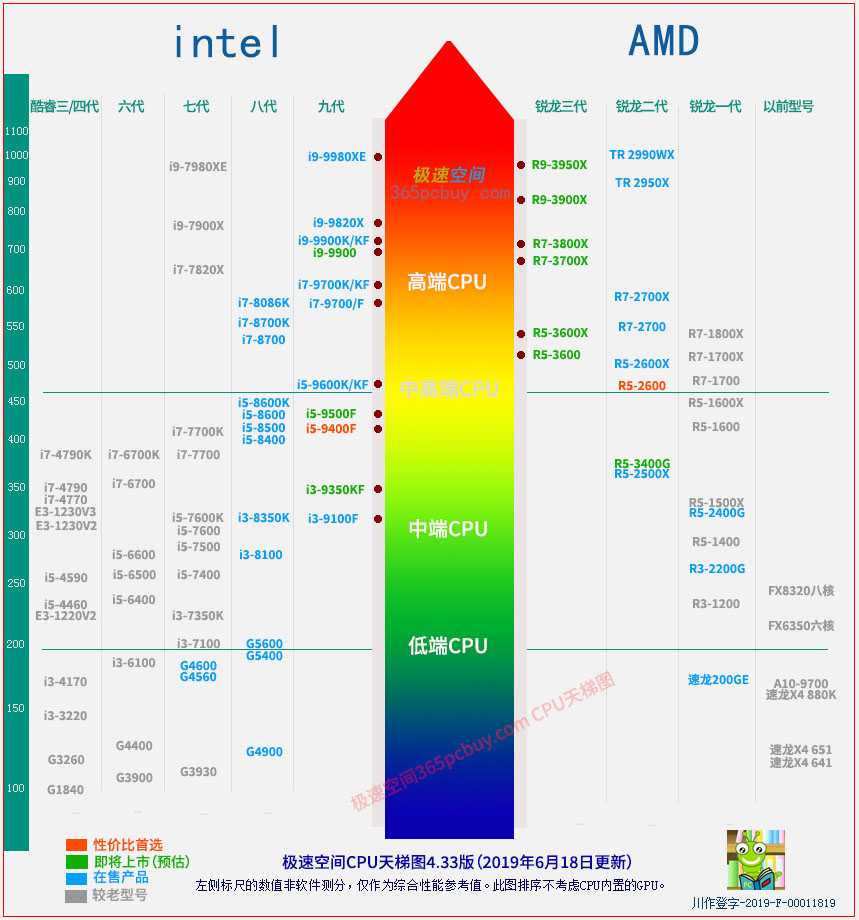 intel
AMD
酷睿三/四代 六代 七代 八代 九代 锐龙三代 锐龙二代 锐龙一代 以前型号
1100
1000
900
800
700
600
550
500
450
400
350
300
250
200
150
100
i7-4790K
i7-4790
i7-4770
E3-1230V3
E3-1230V2
i5-4590
i5-4460
E3-1220V2
i3-4170
i3-3220
G3260
G1840
i7-6700K
i7-6700
i5-6600
i5-6500
i5-6400
i3-6100
G4400
G3900
i9-7980XE
i9-7900X
i7-7820X
i7-7700K
i7-7700
i5-7600K
i5-7600
i5-7500
i5-7400
i3-7350K
i3-7100
G4600
G4560
G3930
i7-8086K
i7-8700K
i7-8700
i5-8600K
i5-8600
i5-8500
i5-8400
i3-8350K
i3-8100
G5600
G5400
G4900
i9-9980XE
i9-9820X
i9-9900K/KF
i9-9900
i7-9700K/KF
i7-9700/F
i5-9600K/KF
i5-9500F
i5-9400F
i3-9350KF
i3-9100F
极速空间
365pcbuy.com
高端CPU
中高端CPU
中端CPU
低端CPU
极速空间365pcbuy.com CPU天梯图
R9-3950X
R9-3900X
R7-3800X
R7-3700X
R5-3600X
R5-3600
TR 2990WX
TR 2950X
R7-2700X
R7-2700
R5-2600X
R5-2600
R5-3400G
R5-2500X
R7-1800X
R7-1700X
R7-1700
R5-1600X
R5-1600
R5-1500X
R5-2400G
R5-1400
R3-2200G
R3-1200
速龙200GE
FX8320八核
FX6350六核
A10-9700
速龙X4 880K
速龙X4 651
速龙X4 641
性价比首选
即将上市(预估)
在售产品
较老型号
极速空间CPU天梯图4.33版(2019年6月18日更新)
左侧标尺的数值非软件测分，仅作为综合性能参考值。此图排序不考虑CPU内置的GPU。
川作登字-2019-F-00011819